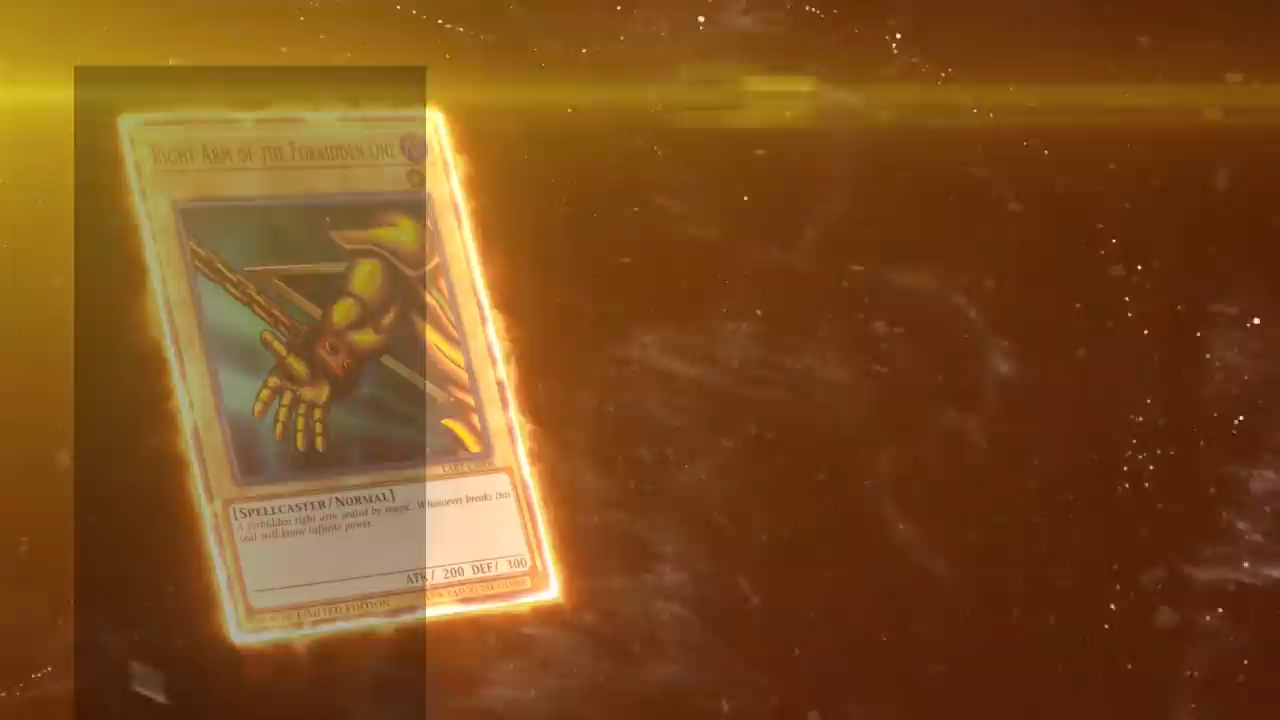 RIGHT ARM OF THE FORBIDDEN ONE
[SPELLCASTER/NORMAL]
A forbidden right arm sealed by magic. Whosoever breaks this
seal will know infinite power.
ATK/ 200 DEF/ 300
LIMITED EDITION